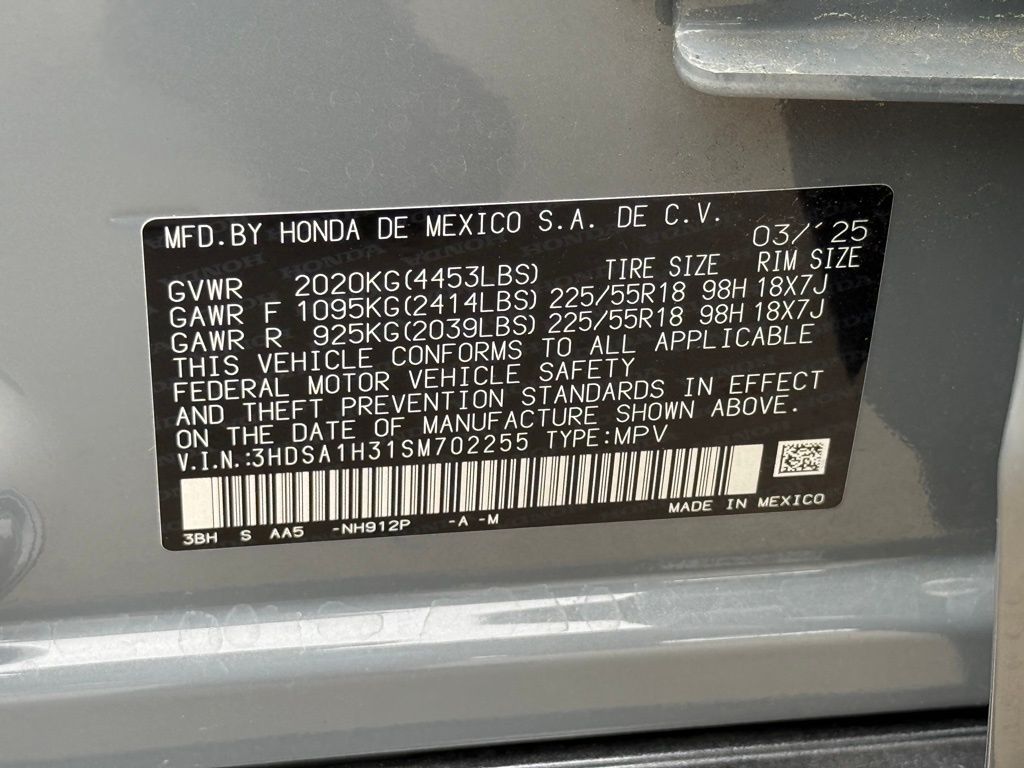 MFD.BY HONDA DE MEXICO S.A. DE C.V. 03/'25
TIRE SIZE RIM SIZE
GVWR 2020KG(4453LBS)
GAWR F 1095KG(2414LBS) 225/55R18 98H 18X7J
GAWR R 925KG(2039LBS) 225/55R18 98H 18X7J
THIS VEHICLE CONFORMS TO ALL APPLICABLE
FEDERAL MOTOR VEHICLE SAFETY
AND THEFT PREVENTION STANDARDS IN EFFECT
ON THE DATE OF MANUFACTURE SHOWN ABOVE.
V.I.N.:3HDSA1H31SM702255 TYPE:MPV
MADE IN MEXICO
3BH S AA5 -NH912P -A -M